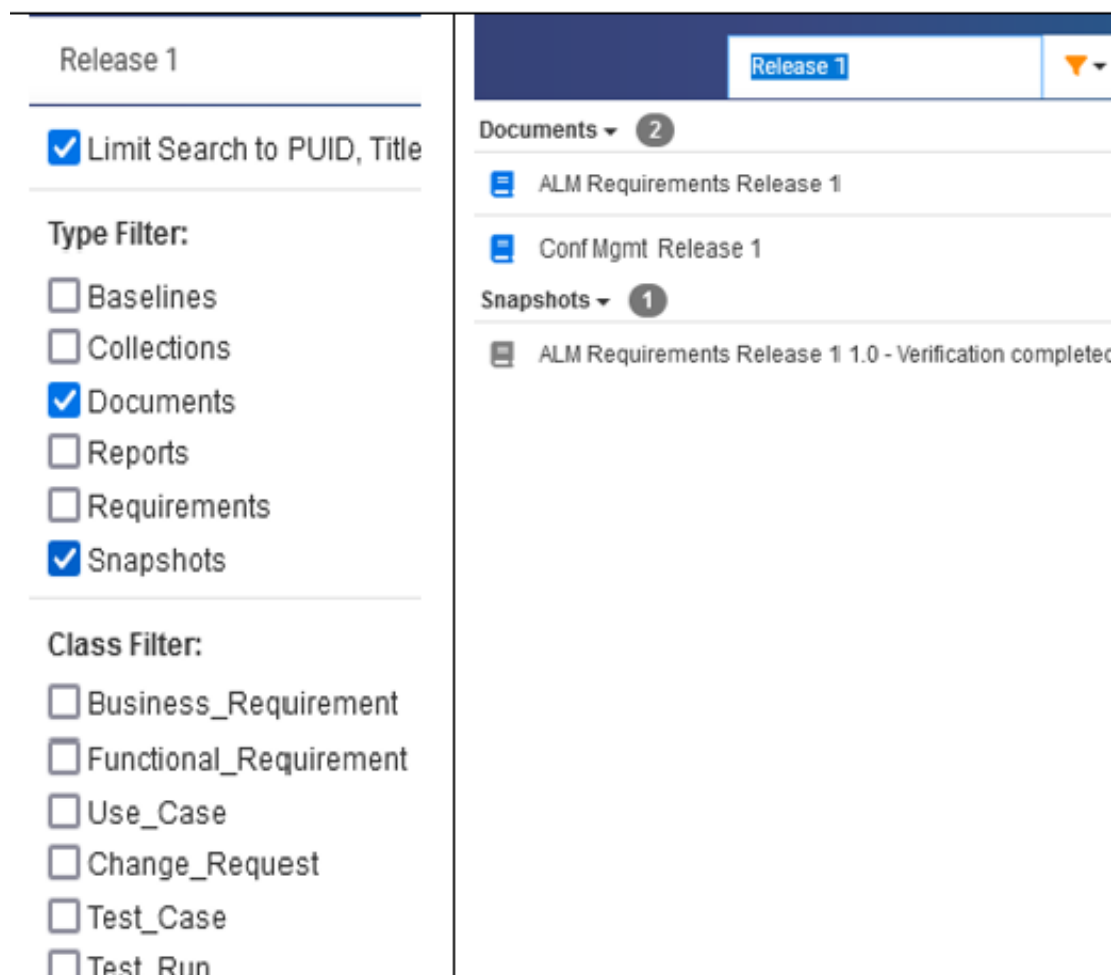 Release 1
Limit Search to PUID, Title
Type Filter:
Baselines
Collections
Documents
Reports
Requirements
Snapshots
Class Filter:
Business_Requirement
Functional_Requirement
Use_Case
Change_Request
Test_Case
Test_Run
Release 1
Documents 2
ALM Requirements Release 1
Conf Mgmt Release 1
Snapshots 1
ALM Requirements Release 1 1.0 - Verification completed